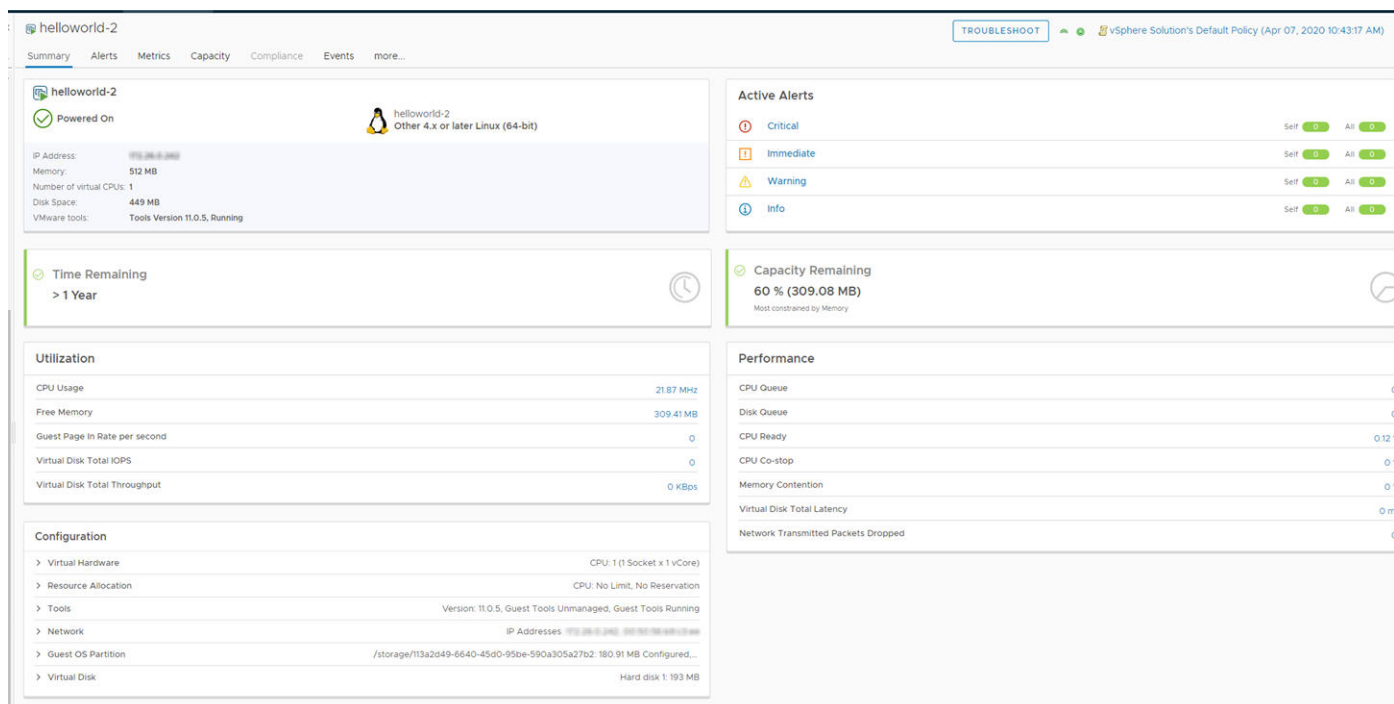 helloworld-2
TROUBLESHOOT
vSphere Solution's Default Policy (Apr 07, 2020 10:43:17 AM)
Summary Alerts Metrics Capacity Compliance Events more...
helloworld-2
Powered On
helloworld-2
Other 4.x or later Linux (64-bit)
IP Address:
Memory: 512 MB
Number of virtual CPUs: 1
Disk Space: 449 MB
VMware tools: Tools Version 11.0.5, Running
Active Alerts
Critical Self 0 All 0
Immediate Self 0 All 0
Warning Self 0 All 0
Info Self 0 All 0
Time Remaining
> 1 Year
Capacity Remaining
60 % (309.08 MB)
Most constrained by Memory
Utilization
CPU Usage 21.87 MHz
Free Memory 309.41 MB
Guest Page In Rate per second 0
Virtual Disk Total IOPS 0
Virtual Disk Total Throughput 0 KBps
Performance
CPU Queue
Disk Queue
CPU Ready 0.12
CPU Co-stop 0
Memory Contention 0
Virtual Disk Total Latency 0 m
Network Transmitted Packets Dropped
Configuration
> Virtual Hardware CPU: 1 (1 Socket x 1 vCore)
> Resource Allocation CPU: No Limit, No Reservation
> Tools Version: 11.0.5, Guest Tools Unmanaged, Guest Tools Running
> Network IP Addresses
> Guest OS Partition /storage/113a2d49-6640-45d0-95be-590a305a27b2: 180.91 MB Configured,...
> Virtual Disk Hard disk 1: 193 MB